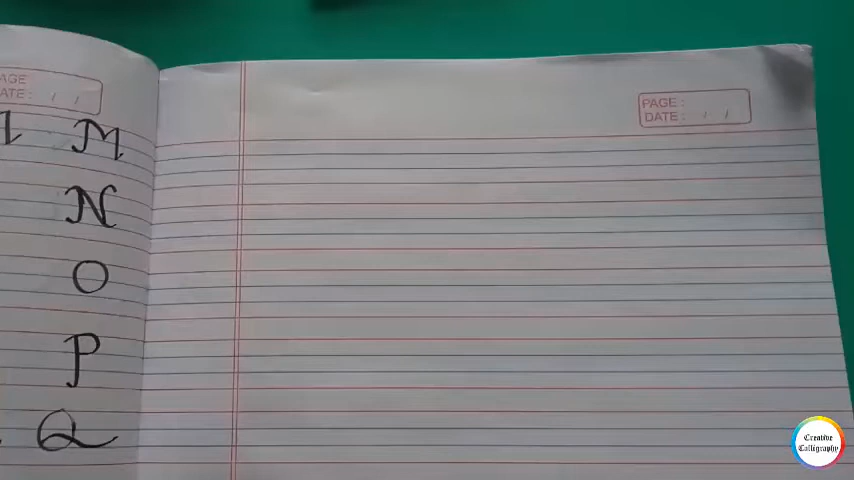 AGE
ATE : / /
M
N
O
P
Q
PAGE :
DATE : / /
Creative
Calligraphy